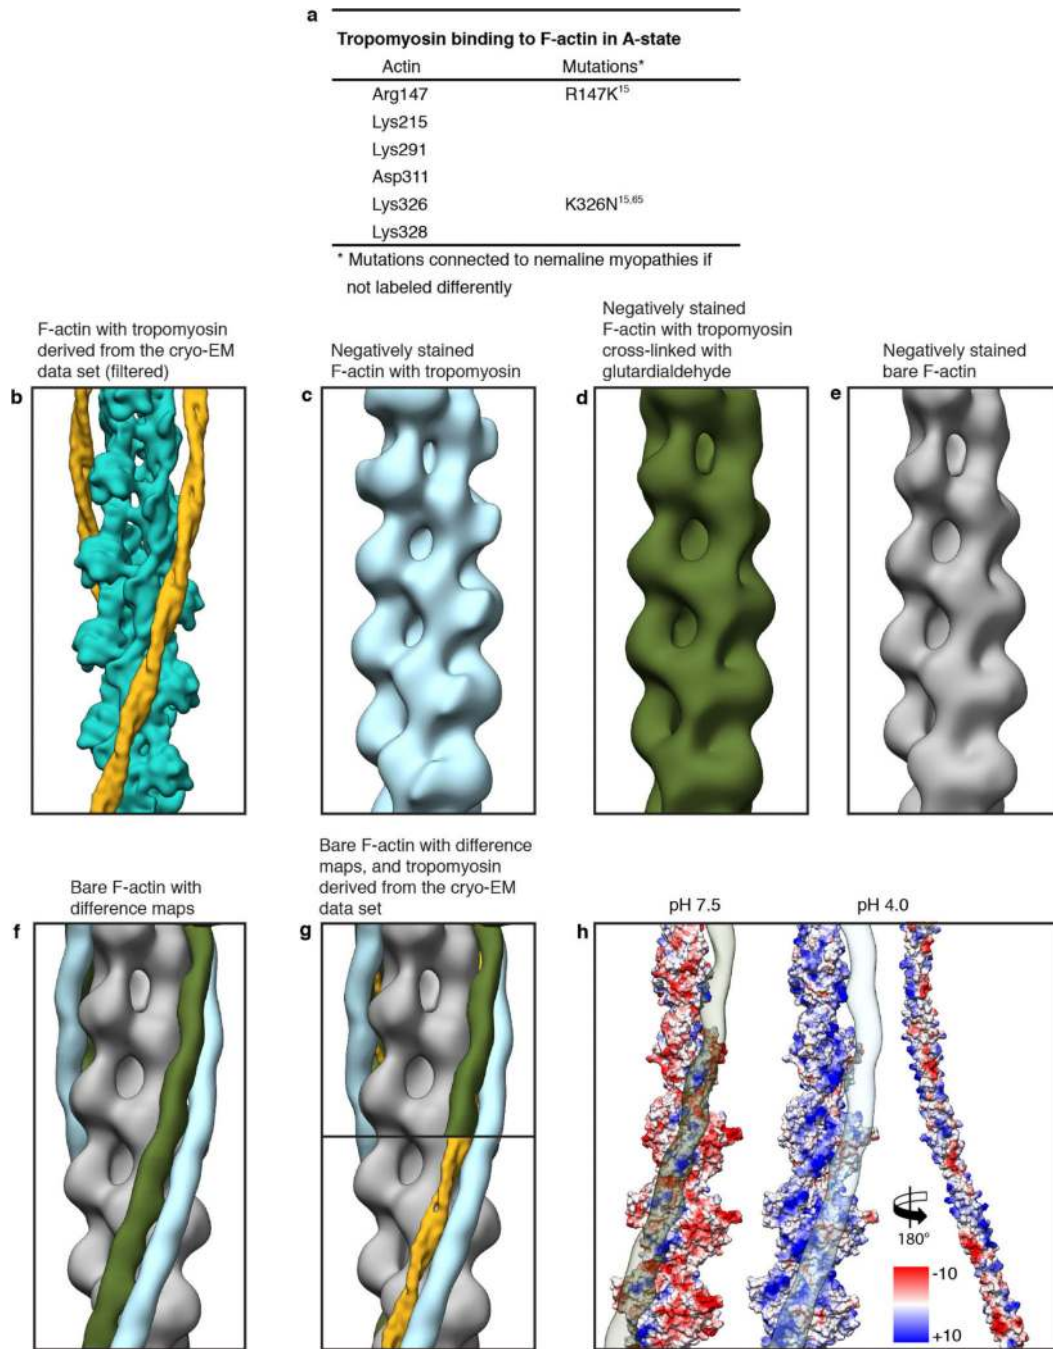 a
Tropomyosin binding to F-actin in A-state
Actin Mutations*
Arg147 R147K15
Lys215
Lys291
Asp311
Lys326 K326N15,65
Lys328
* Mutations connected to nemaline myopathies if
not labeled differently
F-actin with tropomyosin
derived from the cryo-EM
data set (filtered)
b
Negatively stained
F-actin with tropomyosin
c
Negatively stained
F-actin with tropomyosin
cross-linked with
glutardialdehyde
d
Negatively stained
bare F-actin
e
Bare F-actin with
difference maps
f
Bare F-actin with difference
maps, and tropomyosin
derived from the cryo-EM
data set
g
pH 7.5 pH 4.0
h
180°
-10
+10